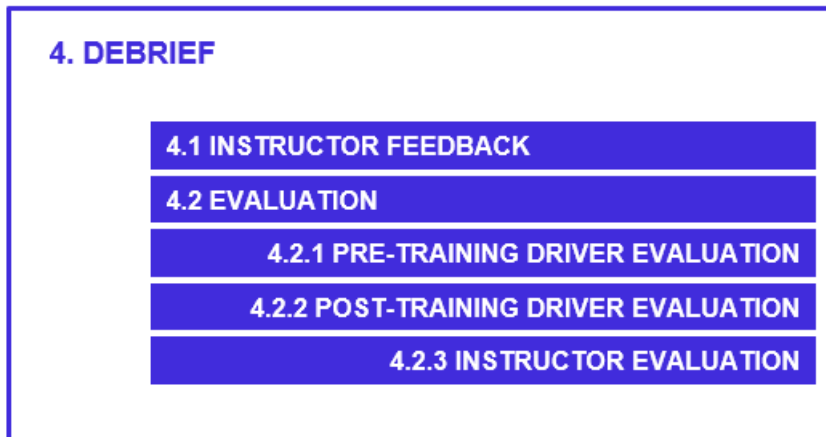 4. DEBRIEF
4.1 INSTRUCTOR FEEDBACK
4.2 EVALUATION
4.2.1 PRE-TRAINING DRIVER EVALUATION
4.2.2 POST-TRAINING DRIVER EVALUATION
4.2.3 INSTRUCTOR EVALUATION